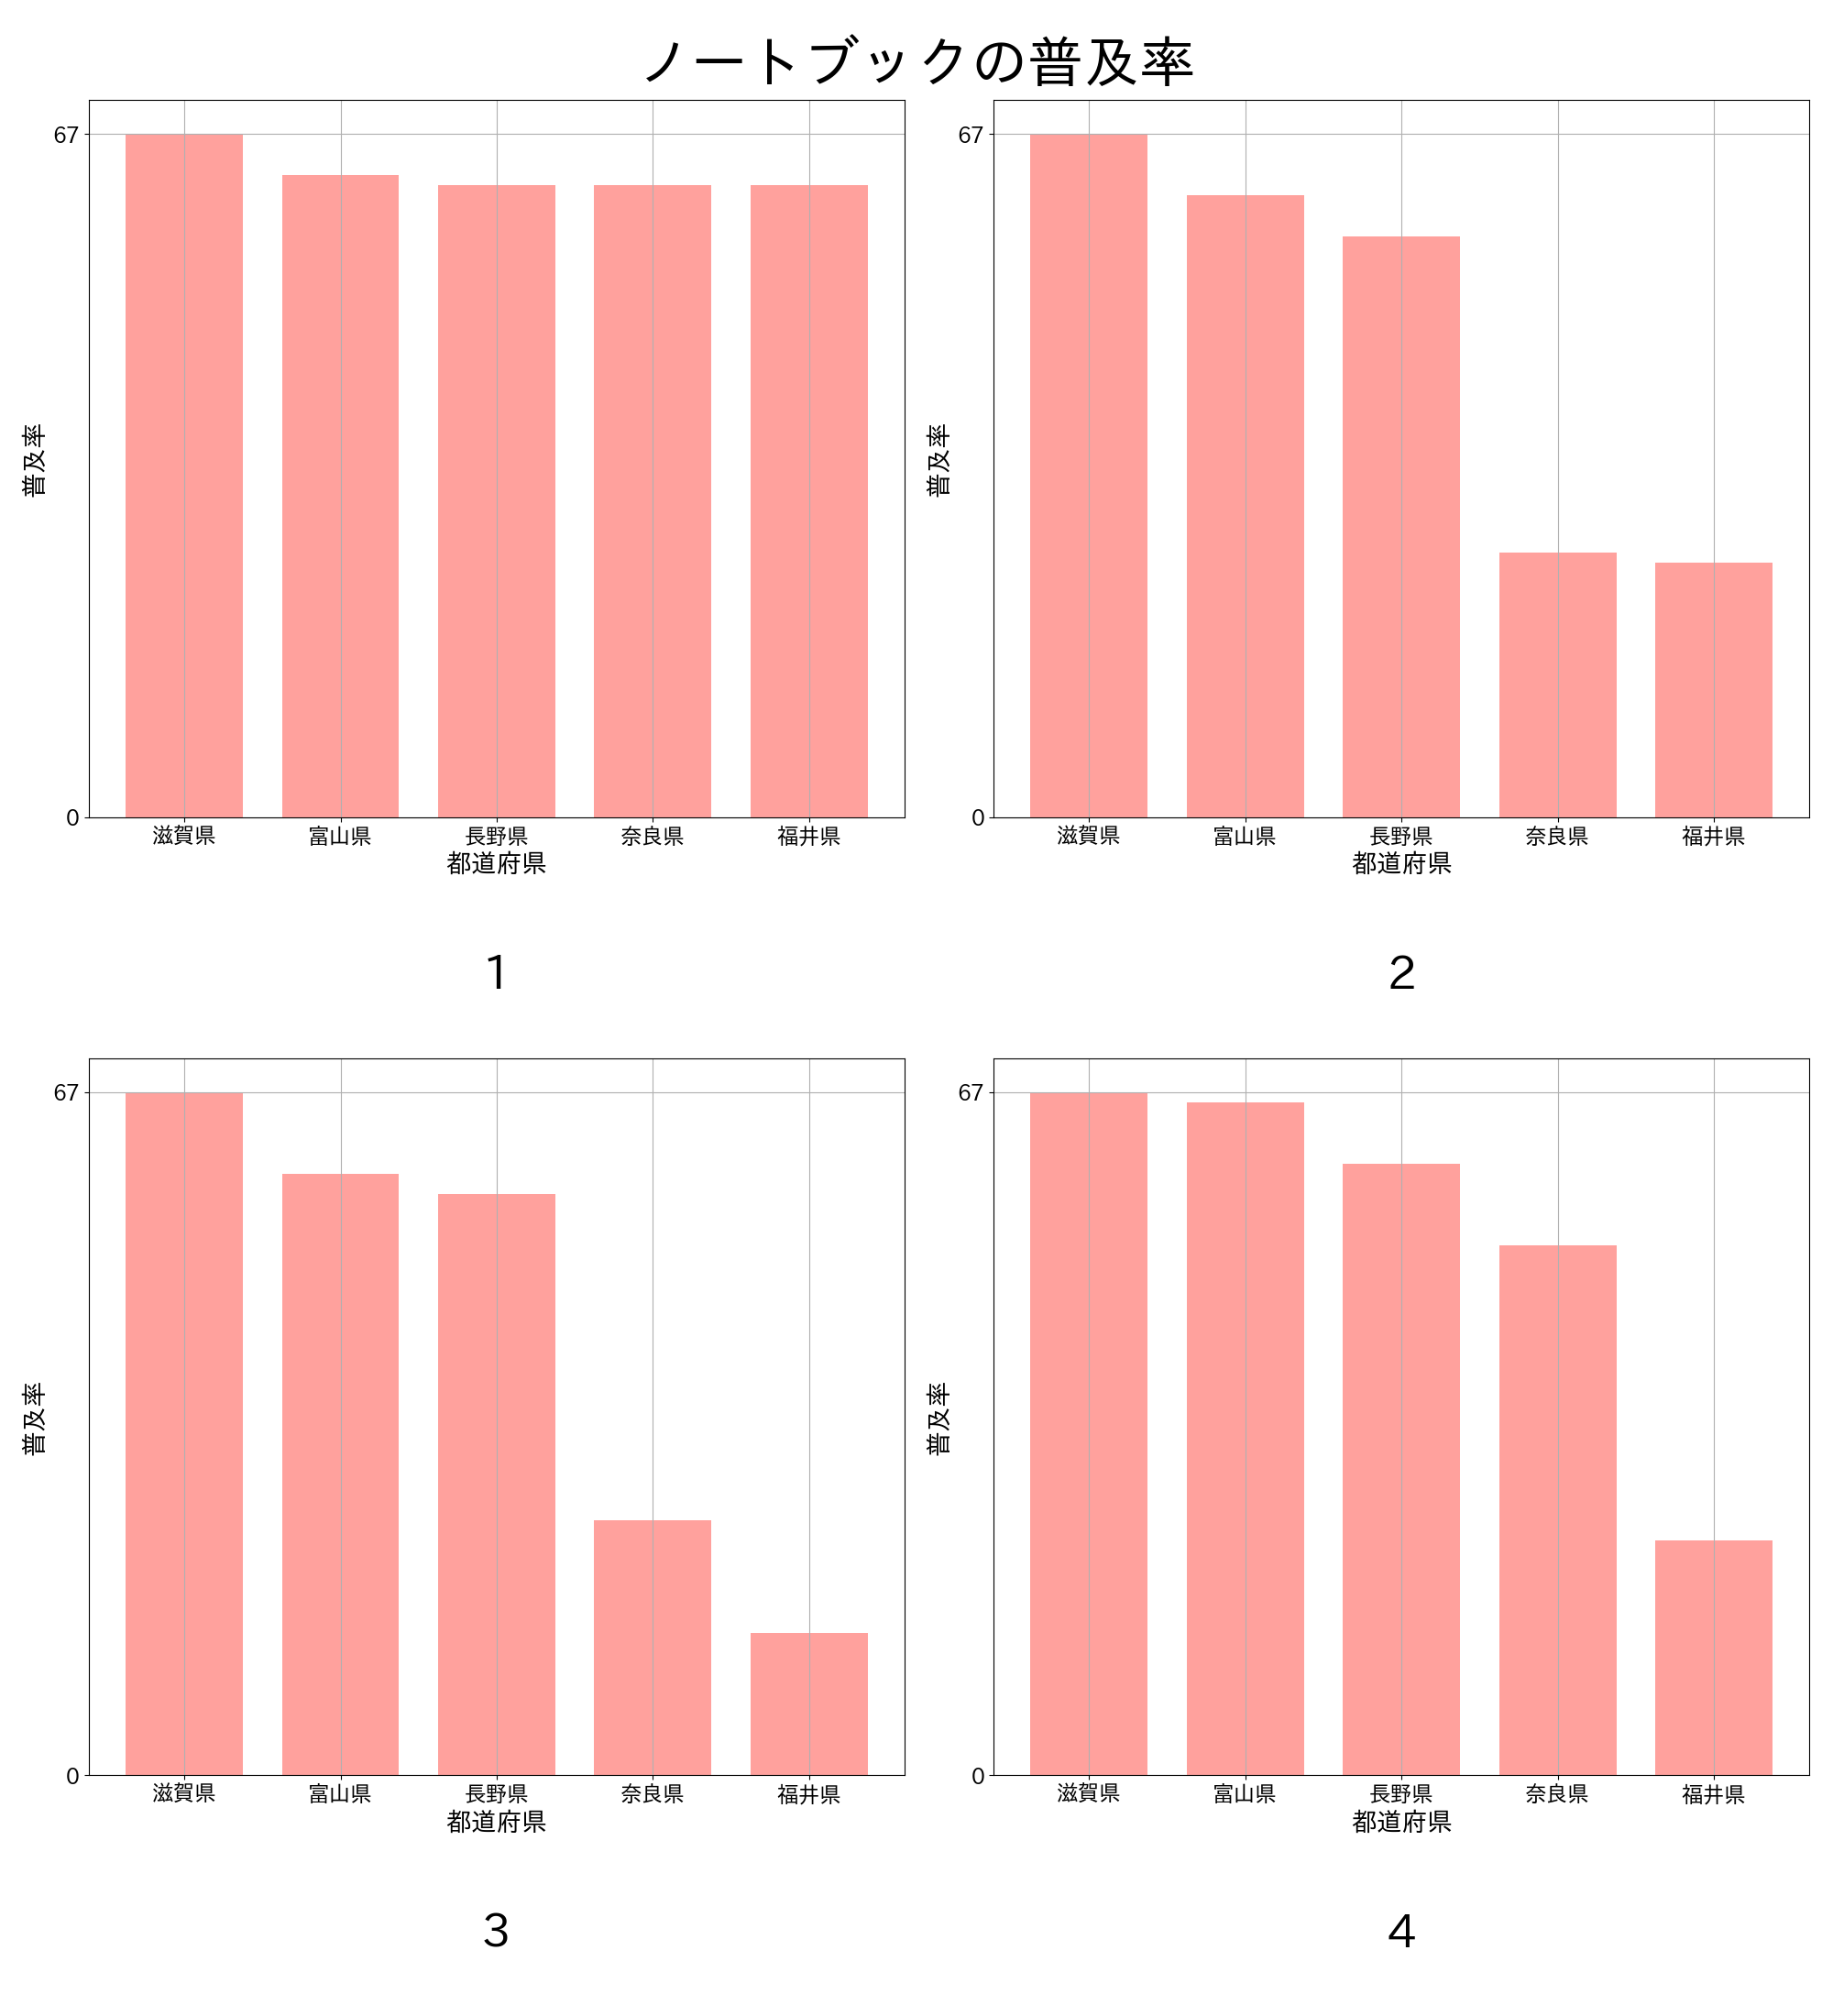 ノートブックの普及率
67
0
普及率
滋賀県 富山県 長野県 奈良県 福井県
都道府県
1
67
0
普及率
滋賀県 富山県 長野県 奈良県 福井県
都道府県
2
67
0
普及率
滋賀県 富山県 長野県 奈良県 福井県
都道府県
3
67
0
普及率
滋賀県 富山県 長野県 奈良県 福井県
都道府県
4